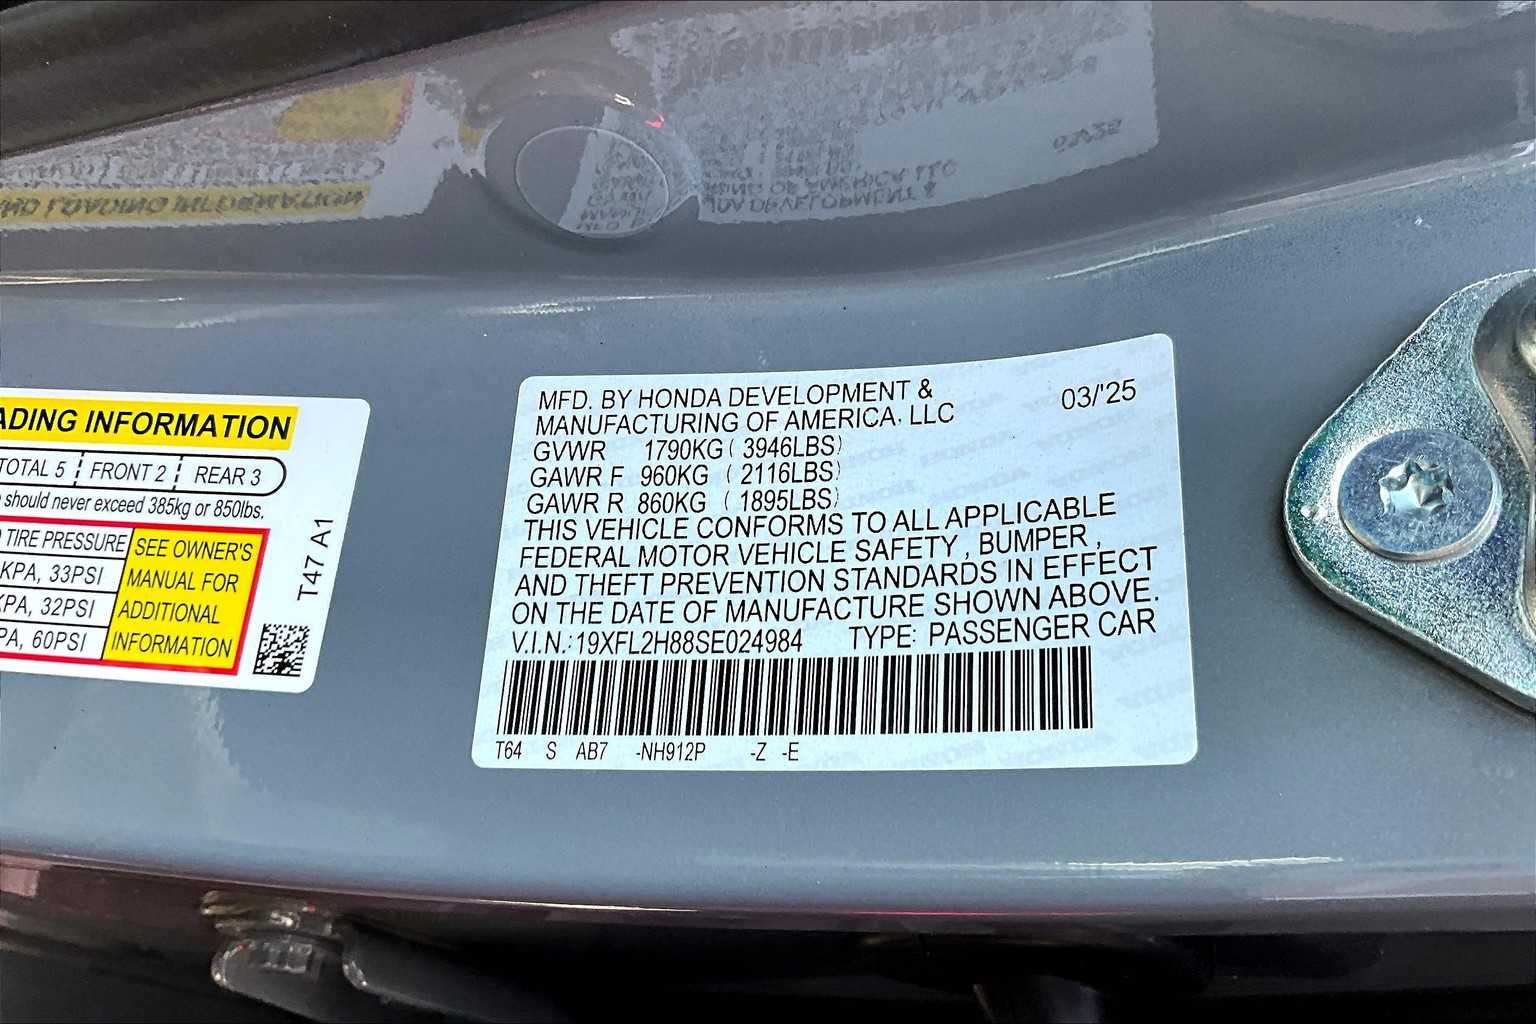 ADING INFORMATION
TOTAL 5 FRONT 2 REAR 3
should never exceed 385kg or 850lbs.
TIRE PRESSURE
KPA, 33PSI
KPA, 32PSI
PA, 60PSI
SEE OWNER'S
MANUAL FOR
ADDITIONAL
INFORMATION
T47 A1
MFD. BY HONDA DEVELOPMENT &
MANUFACTURING OF AMERICA, LLC
03/'25
GVWR 1790KG (3946LBS)
GAWR F 960KG (2116LBS)
GAWR R 860KG (1895LBS)
THIS VEHICLE CONFORMS TO ALL APPLICABLE
FEDERAL MOTOR VEHICLE SAFETY, BUMPER,
AND THEFT PREVENTION STANDARDS IN EFFECT
ON THE DATE OF MANUFACTURE SHOWN ABOVE.
V.I.N.: 19XFL2H88SE024984 TYPE: PASSENGER CAR
T64 S AB7 -NH912P -Z -E